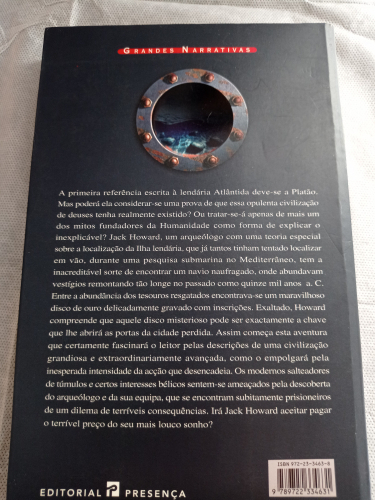 GRANDES NARRATIVAS
A primeira referência escrita à lendária Atlântida deve-se a Platão.
Mas poderá ela considerar-se uma prova de que essa opulenta civilização
de deuses tenha realmente existido? Ou tratar-se-á apenas de mais um
dos mitos fundadores da Humanidade como forma de explicar o
inexplicável? Jack Howard, um arqueólogo com uma teoria especial
sobre a localização da Ilha lendária, que já tantos tinham tentado localizar
em vão, durante uma pesquisa submarina no Mediterrâneo, tem a
inacreditável sorte de encontrar um navio naufragado, onde abundavam
vestígios remontando tão longe no passado como quinze mil anos a. C.
Entre a abundância dos tesouros resgatados encontrava-se um maravilhoso
disco de ouro delicadamente gravado com inscrições. Exaltado, Howard
compreende que aquele disco misterioso pode ser exactamente a chave
que lhe abrirá as portas da cidade perdida. Assim começa esta aventura
que certamente fascinará o leitor pelas descrições de uma civilização
grandiosa e extraordinariamente avançada, como o empolgará pela
inesperada intensidade da acção que desencadeia. Os modernos salteadores
de túmulos e certos interesses bélicos sentem-se ameaçados pela descoberta
do arqueólogo e da sua equipa, que se encontram subitamente prisioneiros
de um dilema de terríveis consequências. Irá Jack Howard aceitar pagar
o terrível preço do seu mais louco sonho?
ISBN 972-23-3463-8
9 789722 334631
EDITORIAL PRESENÇA